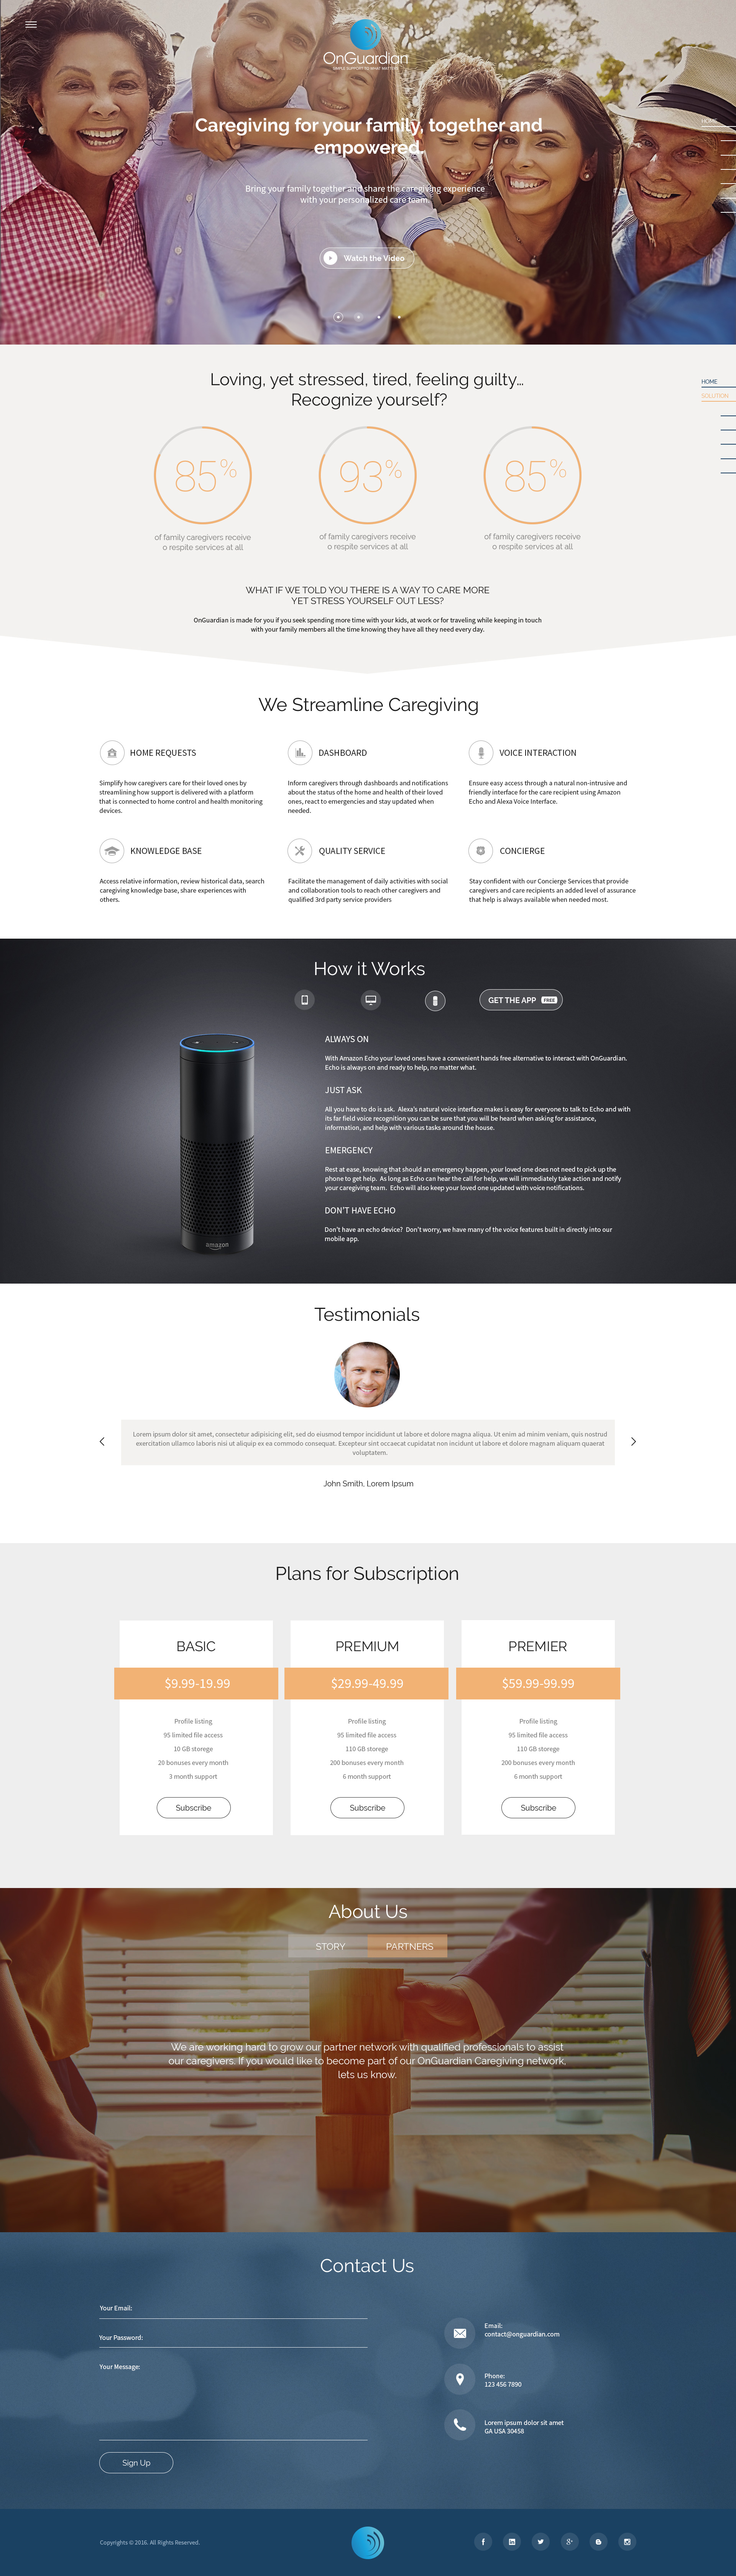 OnGuardian
SIMPLE SUPPORT TO WHAT MATTERS
HOME
Caregiving for your family, together and
empowered.
Bring your family together and share the caregiving experience
with your personalized care team.
Watch the Video
Loving, yet stressed, tired, feeling guilty...
Recognize yourself?
HOME
SOLUTION
85%
93%
85%
of family caregivers receive
o respite services at all
of family caregivers receive
o respite services at all
of family caregivers receive
o respite services at all
WHAT IF WE TOLD YOU THERE IS A WAY TO CARE MORE
YET STRESS YOURSELF OUT LESS?
OnGuardian is made for you if you seek spending more time with your kids, at work or for traveling while keeping in touch
with your family members all the time knowing they have all they need every day.
We Streamline Caregiving
HOME REQUESTS
Simplify how caregivers care for their loved ones by
streamlining how support is delivered with a platform
that is connected to home control and health monitoring
devices.
DASHBOARD
Inform caregivers through dashboards and notifications
about the status of the home and health of their loved
ones, react to emergencies and stay updated when
needed.
VOICE INTERACTION
Ensure easy access through a natural non-intrusive and
friendly interface for the care recipient using Amazon
Echo and Alexa Voice Interface.
KNOWLEDGE BASE
Access relative information, review historical data, search
caregiving knowledge base, share experiences with
others.
QUALITY SERVICE
Facilitate the management of daily activities with social
and collaboration tools to reach other caregivers and
qualified 3rd party service providers
CONCIERGE
Stay confident with our Concierge Services that provide
caregivers and care recipients an added level of assurance
that help is always available when needed most.
How it Works
GET THE APP FREE
ALWAYS ON
With Amazon Echo your loved ones have a convenient hands free alternative to interact with OnGuardian.
Echo is always on and ready to help, no matter what.
JUST ASK
All you have to do is ask. Alexa's natural voice interface makes is easy for everyone to talk to Echo and with
its far field voice recognition you can be sure that you will be heard when asking for assistance,
information, and help with various tasks around the house.
EMERGENCY
Rest at ease, knowing that should an emergency happen, your loved one does not need to pick up the
phone to get help. As long as Echo can hear the call for help, we will immediately take action and notify
your caregiving team. Echo will also keep your loved one updated with voice notifications.
DON'T HAVE ECHO
Don't have an echo device? Don't worry, we have many of the voice features built in directly into our
mobile app.
amazon
Testimonials
Lorem ipsum dolor sit amet, consectetur adipisicing elit, sed do eiusmod tempor incididunt ut labore et dolore magna aliqua. Ut enim ad minim veniam, quis nostrud
exercitation ullamco laboris nisi ut aliquip ex ea commodo consequat. Excepteur sint occaecat cupidatat non incidunt ut labore et dolore magnam aliquam quaerat
voluptatem.
John Smith, Lorem Ipsum
Plans for Subscription
BASIC
$9.99-19.99
Profile listing
95 limited file access
10 GB storege
20 bonuses every month
3 month support
Subscribe
PREMIUM
$29.99-49.99
Profile listing
95 limited file access
110 GB storege
200 bonuses every month
6 month support
Subscribe
PREMIER
$59.99-99.99
Profile listing
95 limited file access
110 GB storege
200 bonuses every month
6 month support
Subscribe
About Us
STORY
PARTNERS
We are working hard to grow our partner network with qualified professionals to assist
our caregivers. If you would like to become part of our OnGuardian Caregiving network,
lets us know.
Contact Us
Your Email:
Your Password:
Your Message:
Sign Up
Email:
contact@onguardian.com
Phone:
123 456 7890
Lorem ipsum dolor sit amet
GA USA 30458
Copyrights © 2016. All Rights Reserved.